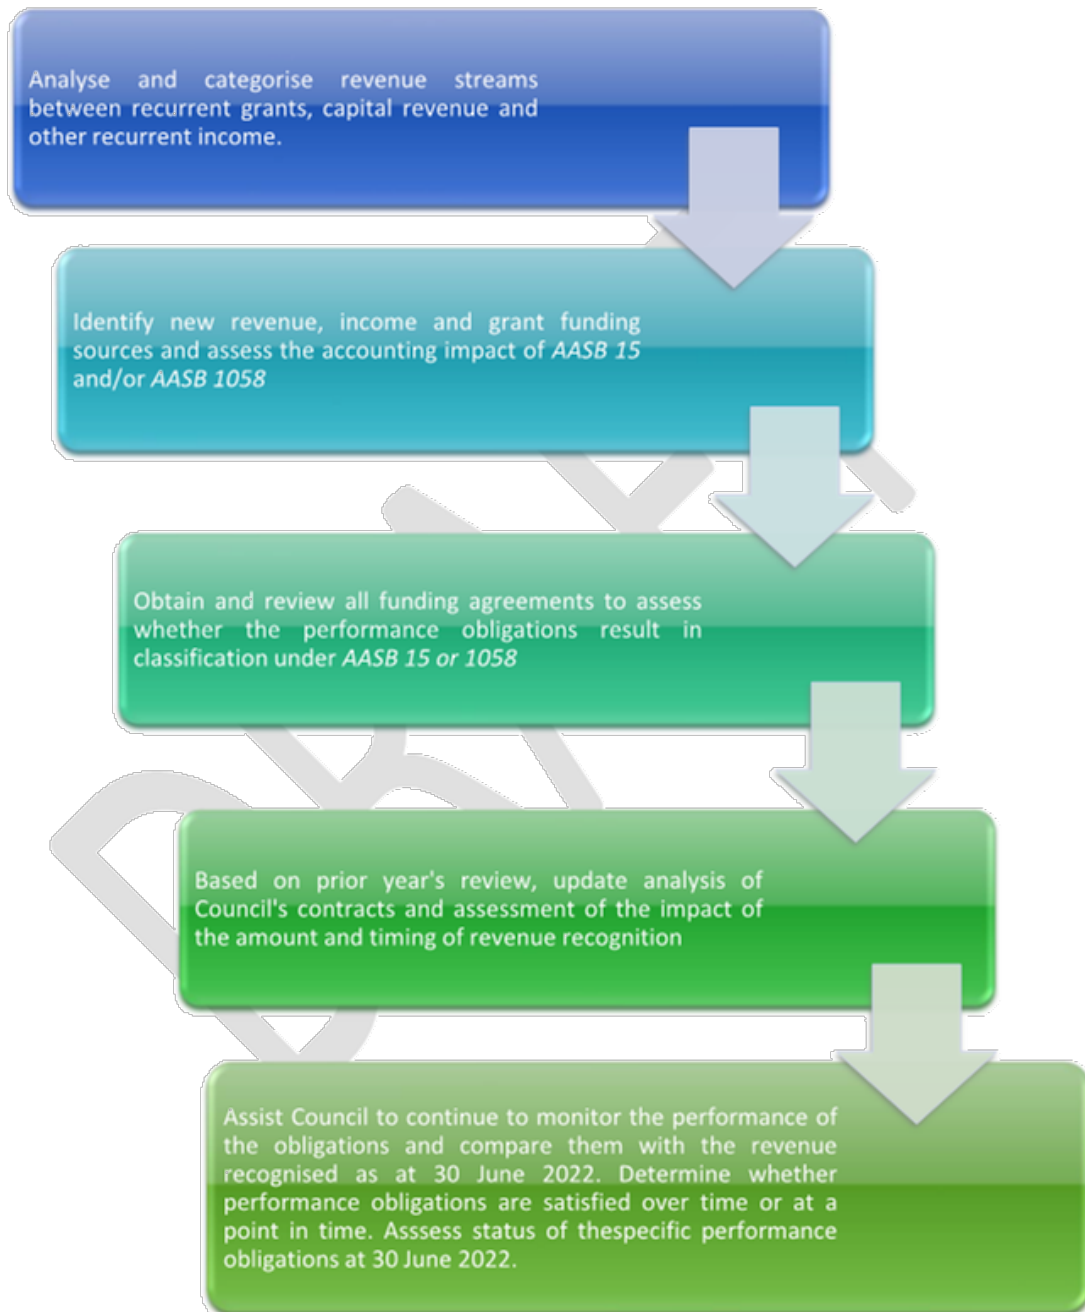 Analyse and categorise revenue streams
between recurrent grants, capital revenue and
other recurrent income.
Identify new revenue, income and grant funding
sources and assess the accounting impact of AASB 15
and/or AASB 1058
Obtain and review all funding agreements to assess
whether the performance obligations result in
classification under AASB 15 or 1058
Based on prior year's review, update analysis of
Council's contracts and assessment of the impact of
the amount and timing of revenue recognition
Assist Council to continue to monitor the performance of
the obligations and compare them with the revenue
recognised as at 30 June 2022. Determine whether
performance obligations are satisfied over time or at a
point in time. Asssess status of thespecific performance
obligations at 30 June 2022.